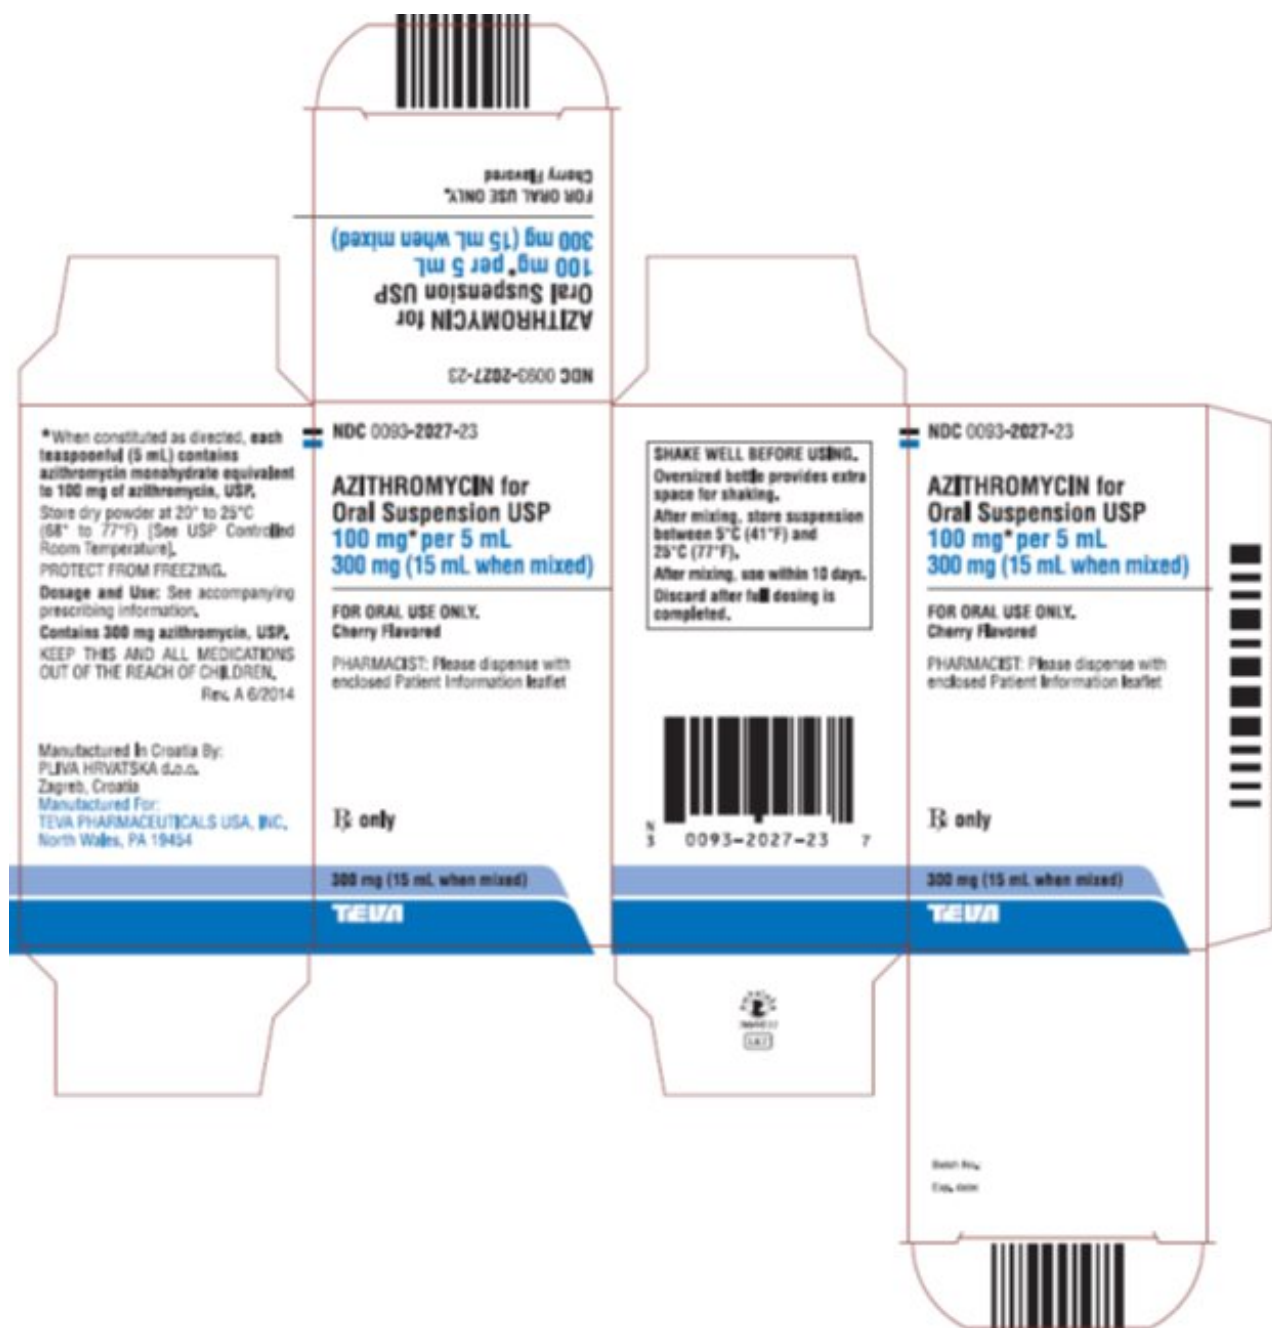 Cherry Flavored
FOR ORAL USE ONLY.
300 mg (15 mL when mixed)
100 mg* per 5 mL
Oral Suspension USP
AZITHROMYCIN for
NDC 0093-2027-23
*When constituted as directed, each
teaspoonful (5 mL) contains
azithromycin monohydrate equivalent
to 100 mg of azithromycin, USP.
Store dry powder at 20° to 25°C
(68° to 77°F) [See USP Controlled
Room Temperature].
PROTECT FROM FREEZING.
Dosage and Use: See accompanying
prescribing information.
Contains 300 mg azithromycin, USP.
KEEP THIS AND ALL MEDICATIONS
OUT OF THE REACH OF CHILDREN.
Rev. A 6/2014
Manufactured In Croatia By:
PLIVA HRVATSKA d.o.o.
Zagreb, Croatia
Manufactured For:
TEVA PHARMACEUTICALS USA, INC.
North Wales, PA 19454
NDC 0093-2027-23
AZITHROMYCIN for
Oral Suspension USP
100 mg* per 5 mL
300 mg (15 mL when mixed)
FOR ORAL USE ONLY.
Cherry Flavored
PHARMACIST: Please dispense with
enclosed Patient Information leaflet
℞ only
300 mg (15 mL when mixed)
TEVA
SHAKE WELL BEFORE USING.
Oversized bottle provides extra
space for shaking.
After mixing, store suspension
between 5°C (41°F) and
25°C (77°F).
After mixing, use within 10 days.
Discard after full dosing is
completed.
N
3 0093-2027-23 7
NDC 0093-2027-23
AZITHROMYCIN for
Oral Suspension USP
100 mg* per 5 mL
300 mg (15 mL when mixed)
FOR ORAL USE ONLY.
Cherry Flavored
PHARMACIST: Please dispense with
enclosed Patient Information leaflet
℞ only
300 mg (15 mL when mixed)
TEVA
Batch No.:
Exp. date: